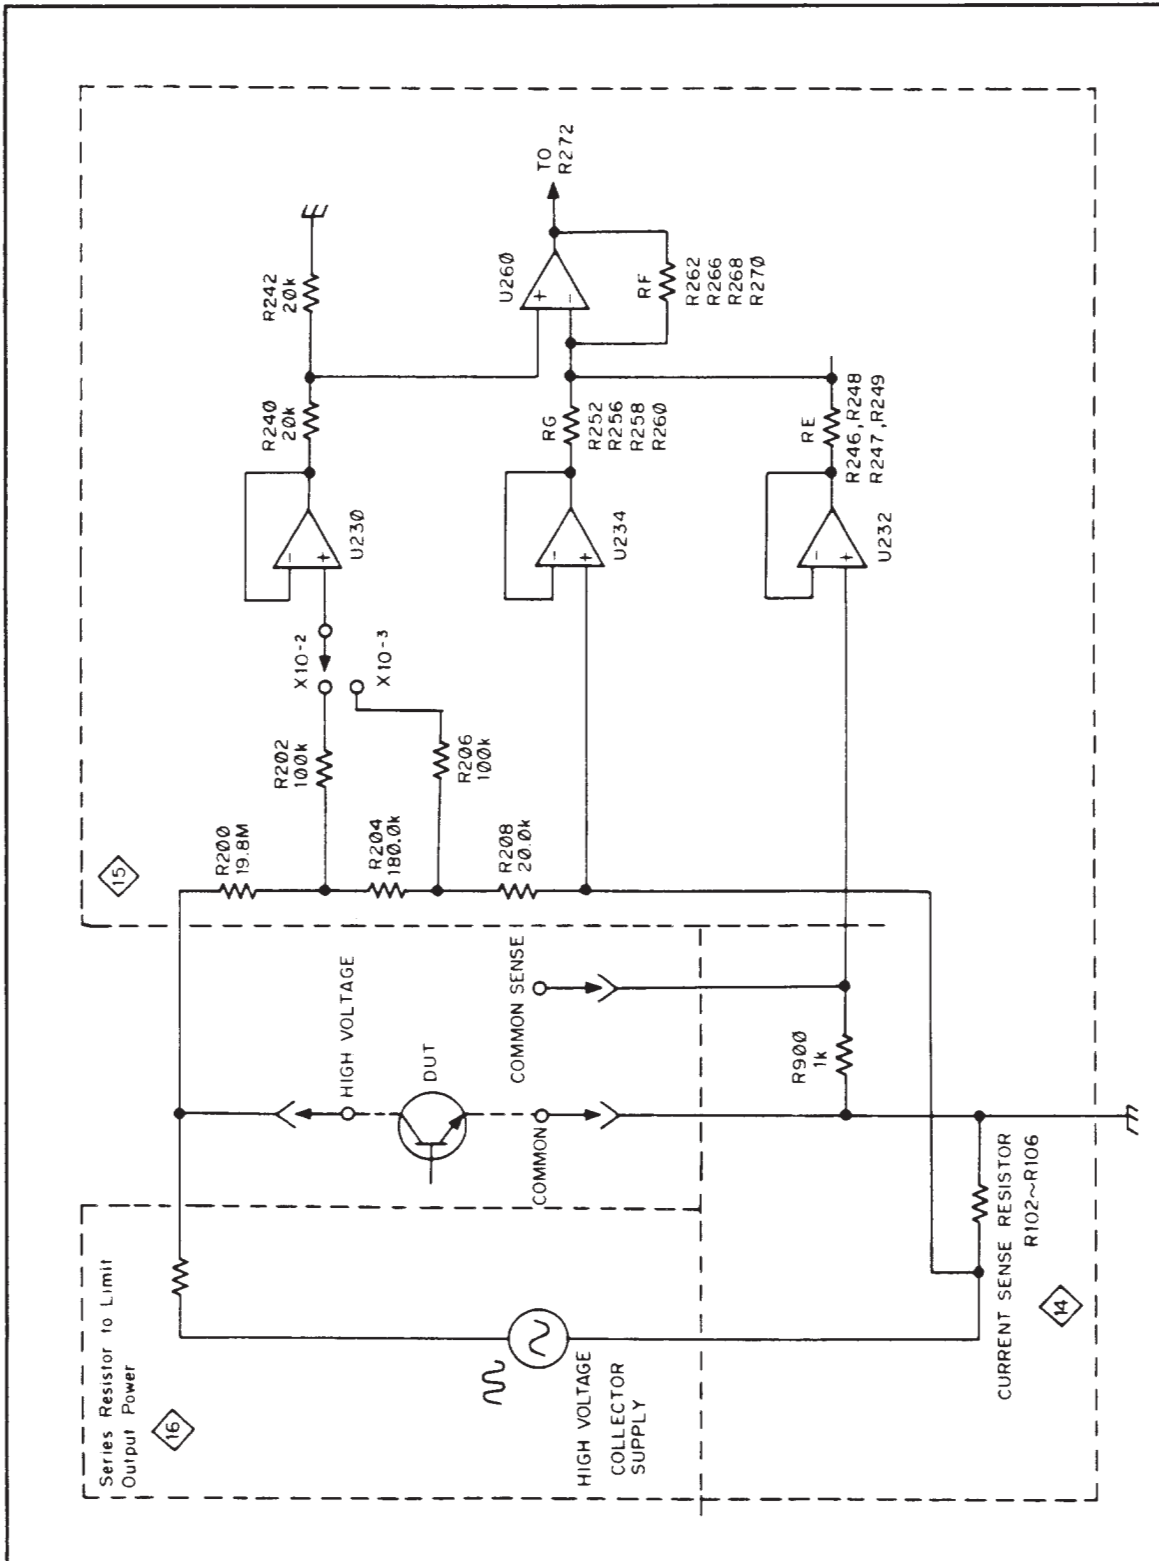 Series Resistor to Limit
Output Power
16
HIGH VOLTAGE
COLLECTOR
SUPPLY
CURRENT SENSE RESISTOR
R102~R106
14
HIGH VOLTAGE
DUT
COMMON
COMMON SENSE
R900
1k
15
R200
19.8M
R204
180.0k
R208
20.0k
R202
100k
R206
100k
X10-2
X10-3
-
+
U230
-
+
U234
-
+
U232
R240
20k
R242
20k
RG
R252
R256
R258
R260
RE
R246,R248
R247,R249
U260
+
-
RF
R262
R266
R268
R270
TO
R272